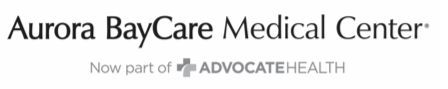 Aurora BayCare Medical Center®
Now part of ADVOCATEHEALTH